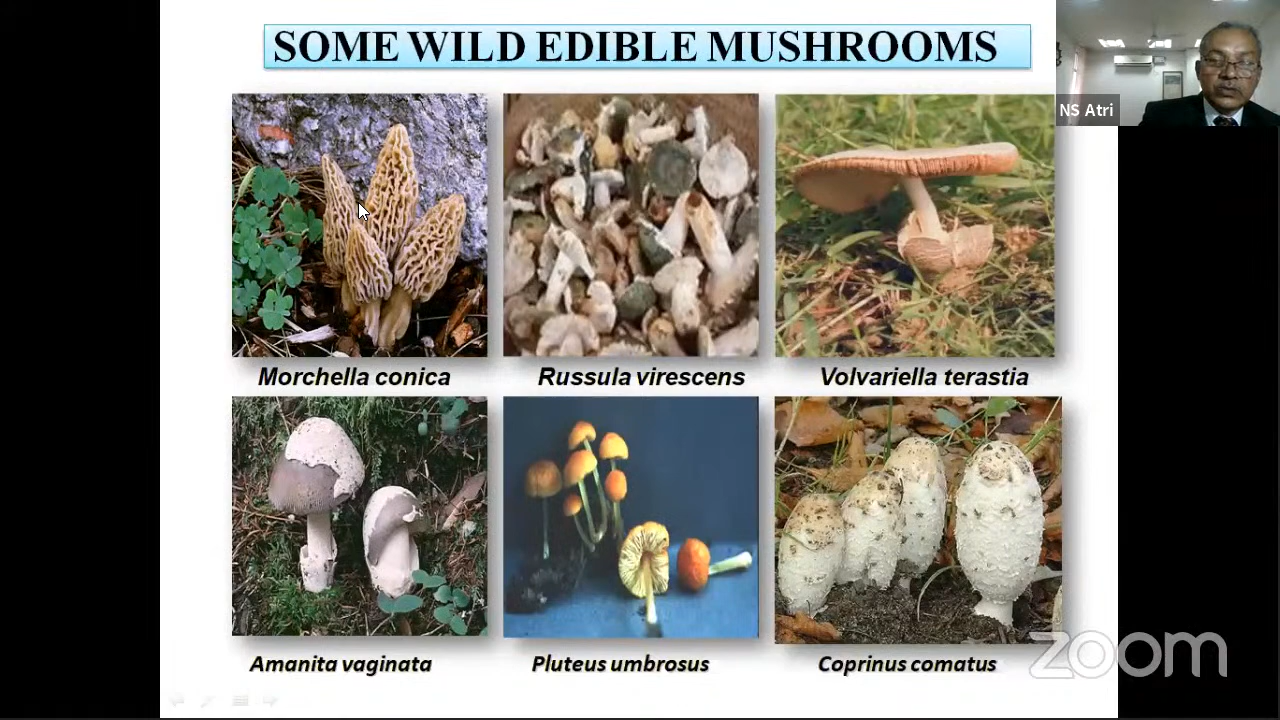 SOME WILD EDIBLE MUSHROOMS
NS Atri
Morchella conica
Russula virescens
Volvariella terastia
Amanita vaginata
Pluteus umbrosus
Coprinus comatus
zoom